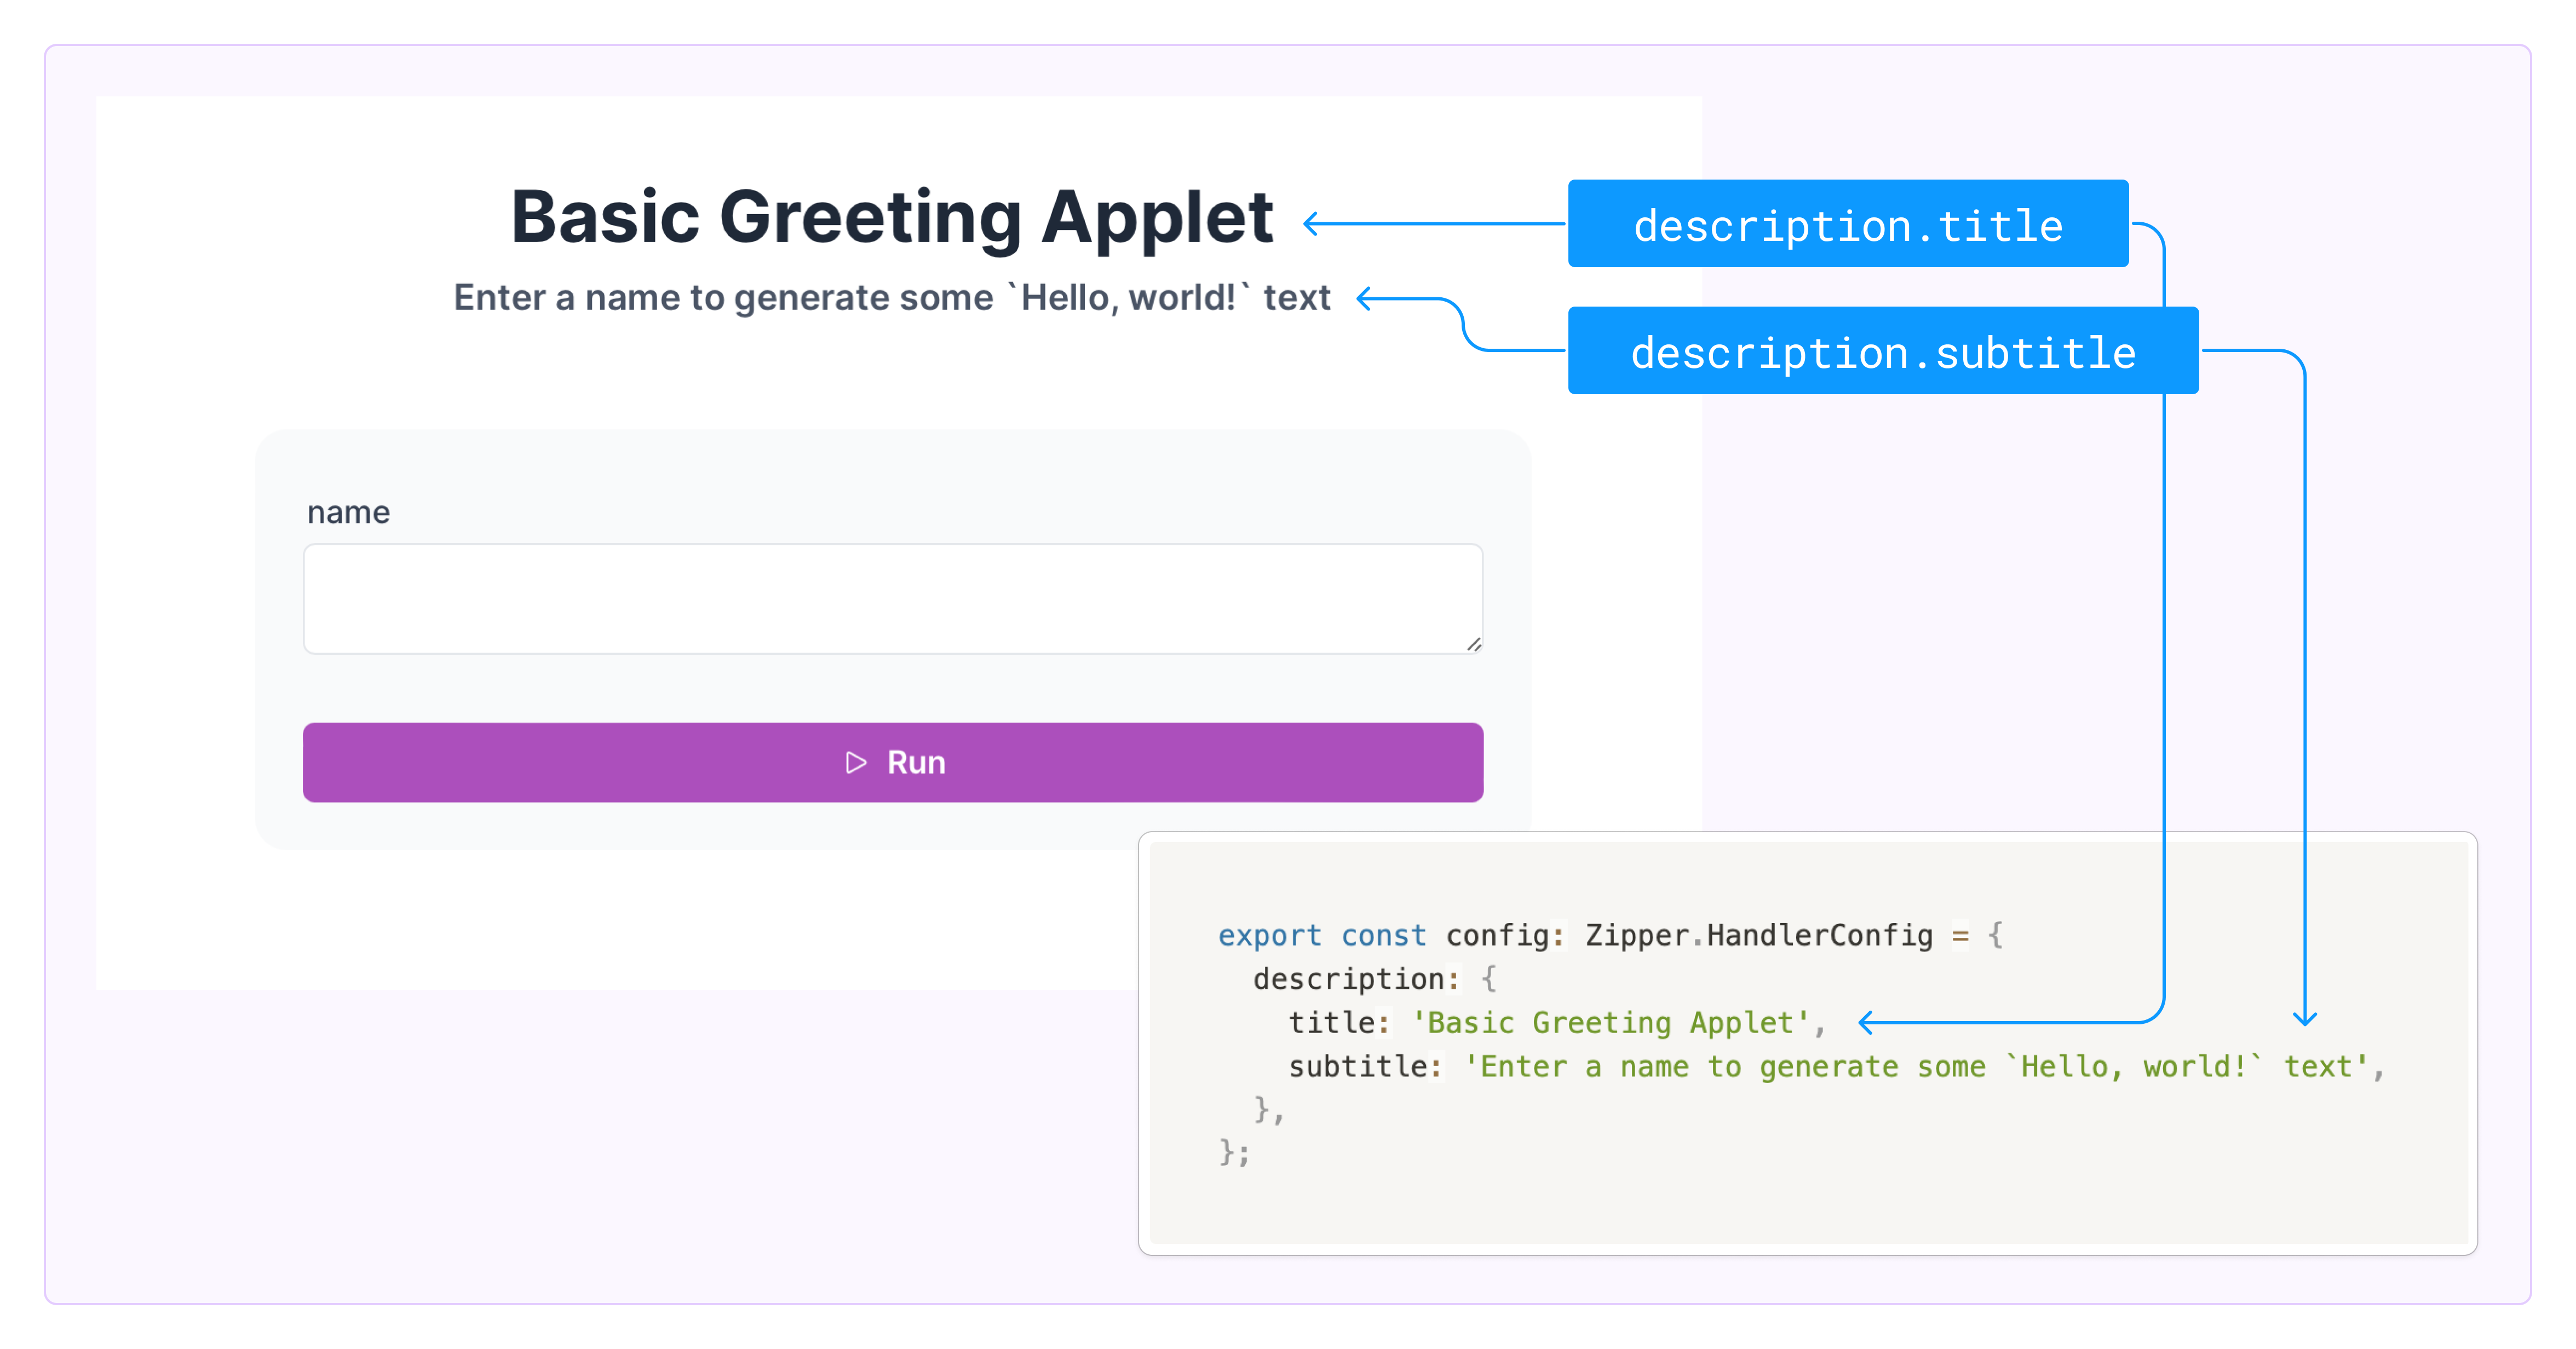 Basic Greeting Applet
description.title
Enter a name to generate some `Hello, world!` text
description.subtitle
name
Run
export const config: Zipper.HandlerConfig = {
  description: {
    title: 'Basic Greeting Applet',
    subtitle: 'Enter a name to generate some `Hello, world!` text',
  },
};